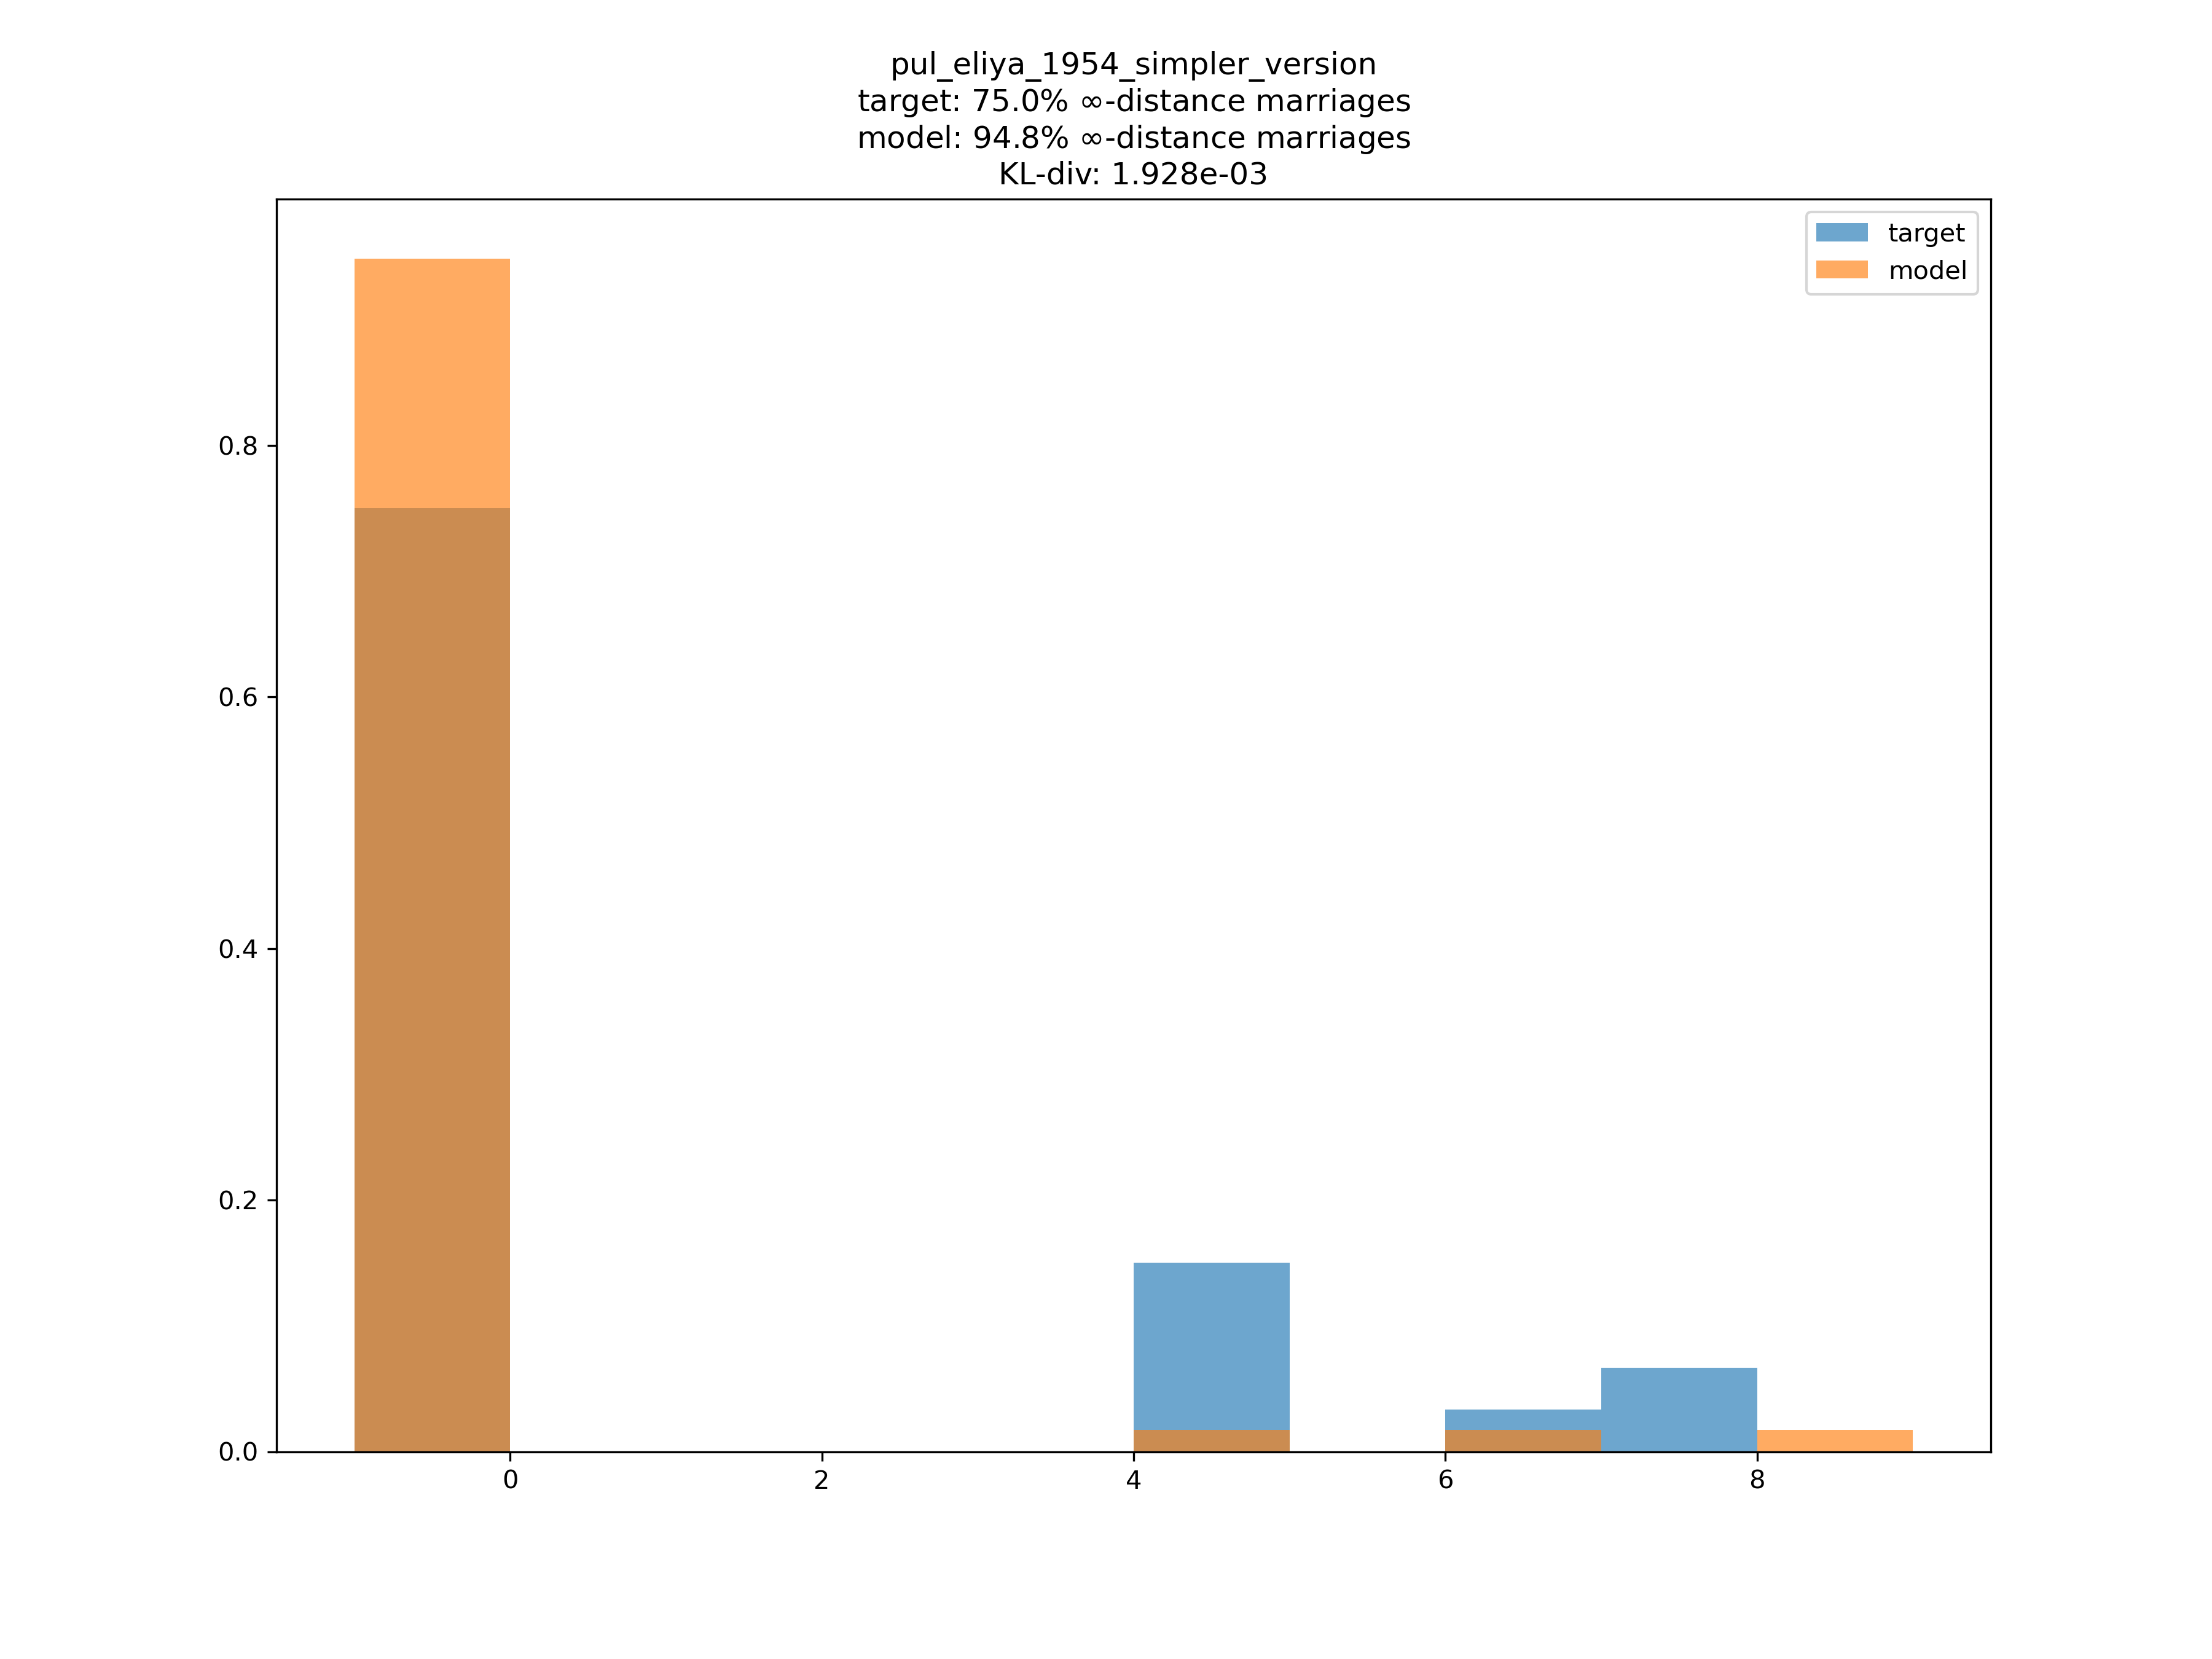 pul_eliya_1954_simpler_version
target: 75.0% ∞-distance marriages
model: 94.8% ∞-distance marriages
KL-div: 1.928e-03
target
model
0.8
0.6
0.4
0.2
0.0
0 2 4 6 8